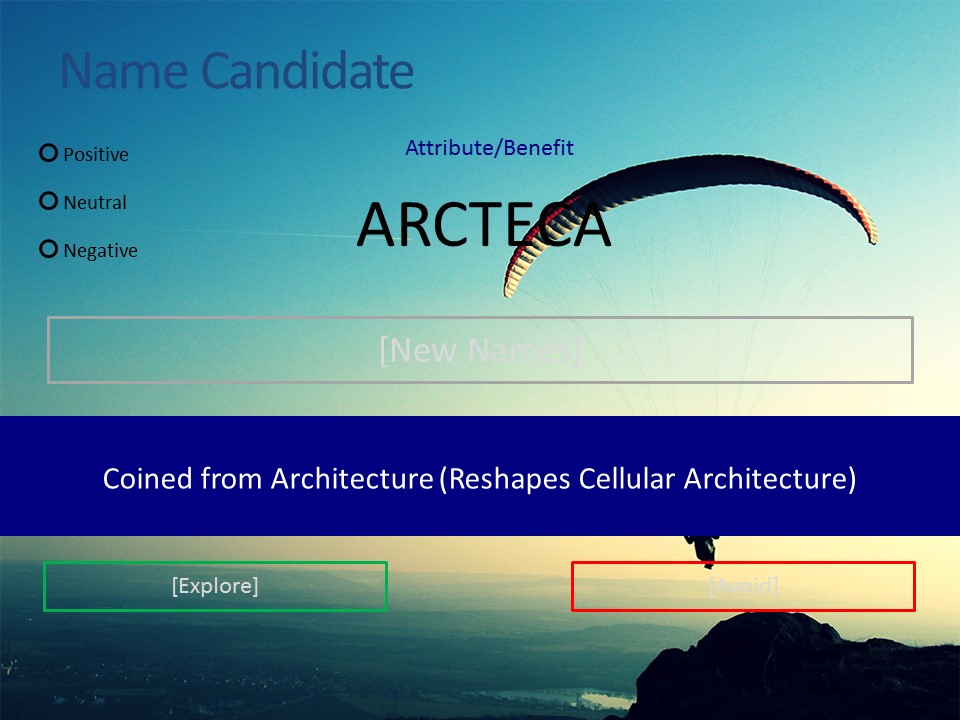 Name Candidate
Positive
Attribute/Benefit
Neutral
ARCTECA
Negative
[New Names]
Coined from Architecture (Reshapes Cellular Architecture)
[Explore]
[Avoid]